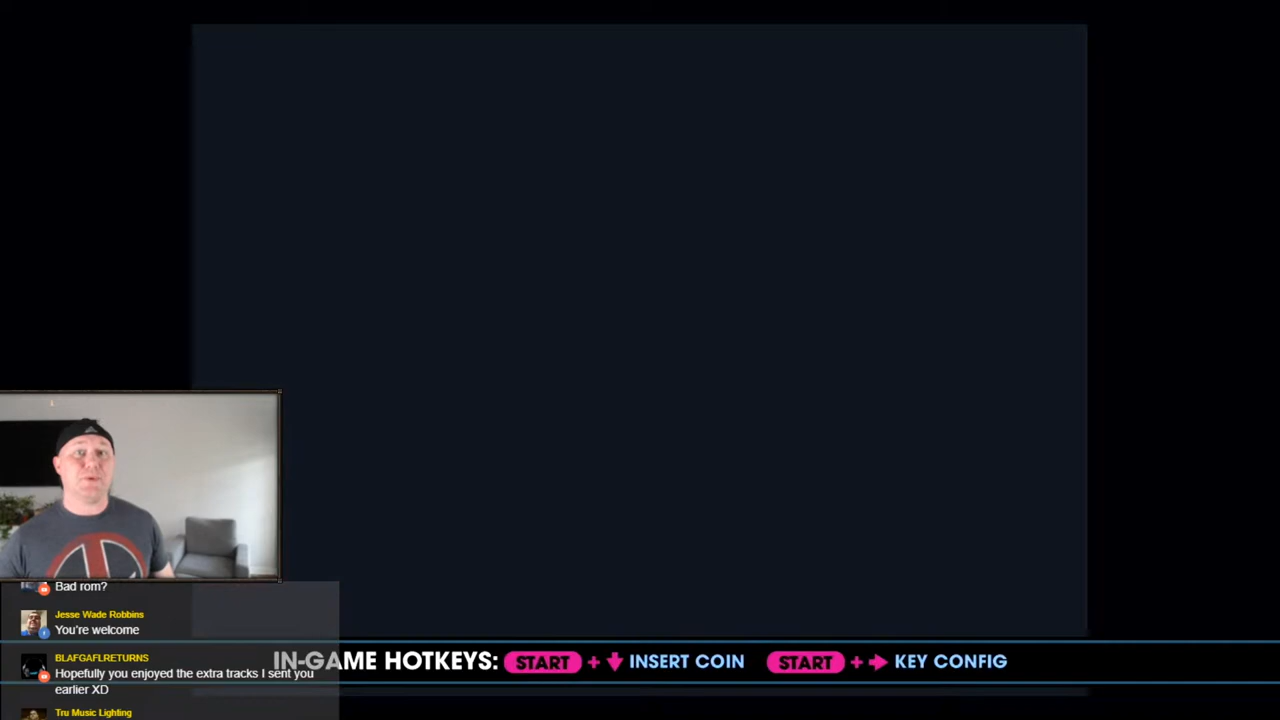 Bad rom?
Jesse Wade Robbins
You're welcome
BLAFGAFLRETURNS
Hopefully you enjoyed the extra tracks I sent you
earlier XD
Tru Music Lighting
IN-GAME HOTKEYS: START + INSERT COIN START + KEY CONFIG